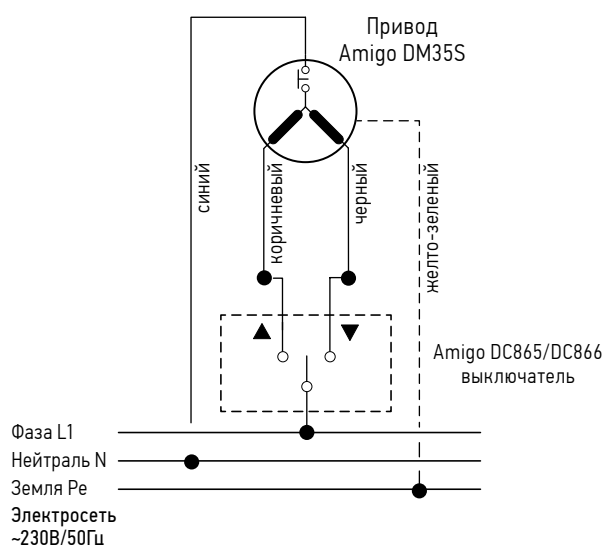 Привод
Amigo DM35S
синий
коричневый
черный
желто-зеленый
Amigo DC865/DC866
выключатель
Фаза L1
Нейтраль N
Земля Pe
Электросеть
~230В/50Гц